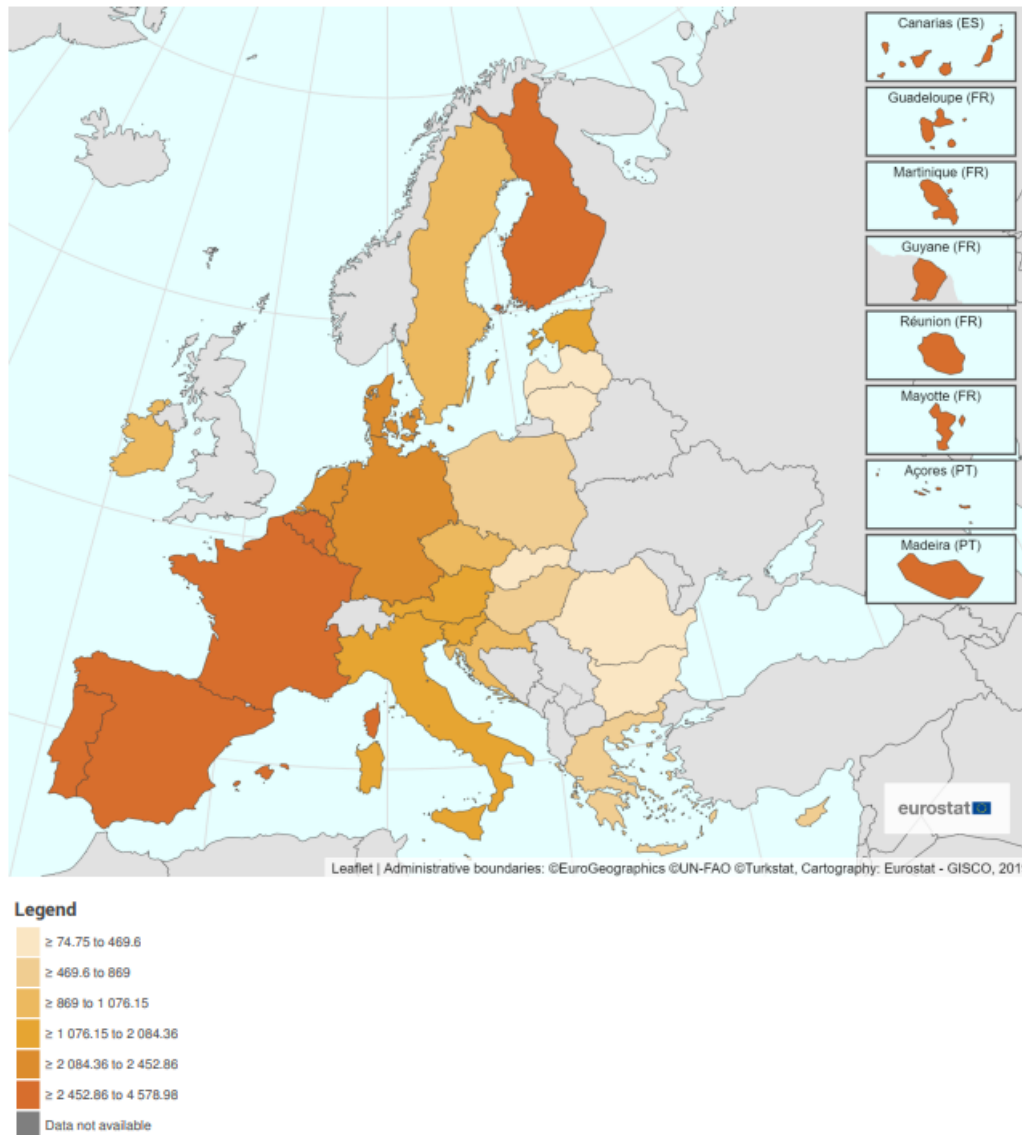 Canarias (ES)
Guadeloupe (FR)
Martinique (FR)
Guyane (FR)
Réunion (FR)
Mayotte (FR)
Açores (PT)
Madeira (PT)
eurostat
Leaflet | Administrative boundaries: ©EuroGeographics ©UN-FAO ©Turkstat, Cartography: Eurostat - GISCO, 201
Legend
≥ 74.75 to 469.6
≥ 469.6 to 869
≥ 869 to 1 076.15
≥ 1 076.15 to 2 084.36
≥ 2 084.36 to 2 452.86
≥ 2 452.86 to 4 578.98
Data not available